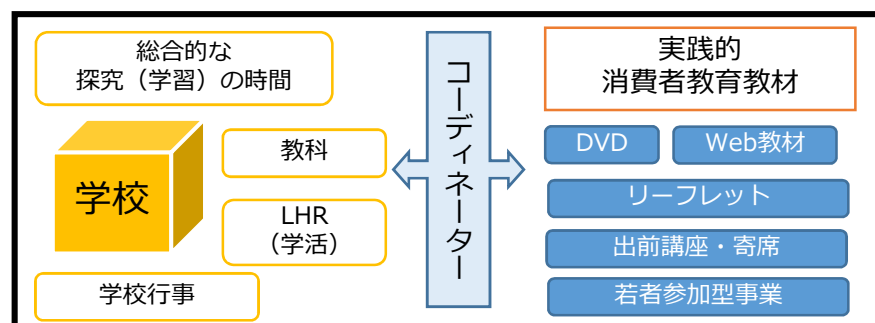 総合的な
探究（学習）の時間
学校
教科
LHR
（学活）
学校行事
コーディネーター
実践的
消費者教育教材
DVD
Web教材
リーフレット
出前講座・寄席
若者参加型事業